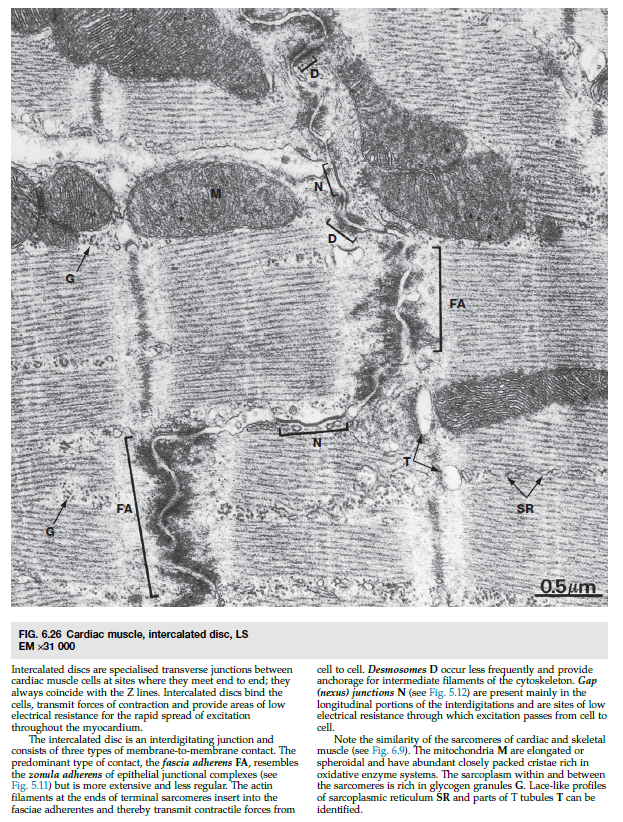 D
N
M
D
G
FA
N
T
FA
SR
G
0.5µm
FIG. 6.26 Cardiac muscle, intercalated disc, LS
EM ×31 000
Intercalated discs are specialised transverse junctions between
cardiac muscle cells at sites where they meet end to end; they
always coincide with the Z lines. Intercalated discs bind the
cells, transmit forces of contraction and provide areas of low
electrical resistance for the rapid spread of excitation
throughout the myocardium.
The intercalated disc is an interdigitating junction and
consists of three types of membrane-to-membrane contact. The
predominant type of contact, the fascia adherens FA, resembles
the zonula adherens of epithelial junctional complexes (see
Fig. 5.11) but is more extensive and less regular. The actin
filaments at the ends of terminal sarcomeres insert into the
fasciae adherentes and thereby transmit contractile forces from
cell to cell. Desmosomes D occur less frequently and provide
anchorage for intermediate filaments of the cytoskeleton. Gap
(nexus) junctions N (see Fig. 5.12) are present mainly in the
longitudinal portions of the interdigitations and are sites of low
electrical resistance through which excitation passes from cell to
cell.
Note the similarity of the sarcomeres of cardiac and skeletal
muscle (see Fig. 6.9). The mitochondria M are elongated or
spheroidal and have abundant closely packed cristae rich in
oxidative enzyme systems. The sarcoplasm within and between
the sarcomeres is rich in glycogen granules G. Lace-like profiles
of sarcoplasmic reticulum SR and parts of T tubules T can be
identified.